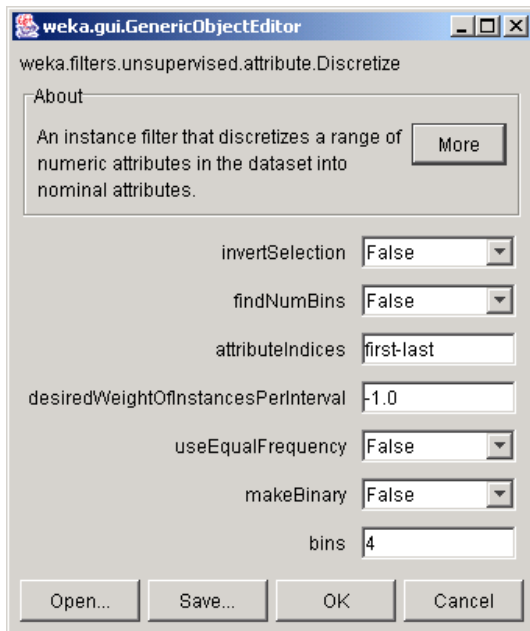 weka.gui.GenericObjectEditor
weka.filters.unsupervised.attribute.Discretize
About
An instance filter that discretizes a range of
numeric attributes in the dataset into
nominal attributes.
More
invertSelection False
findNumBins False
attributeIndices first-last
desiredWeightOfInstancesPerInterval -1.0
useEqualFrequency False
makeBinary False
bins 4
Open... Save... OK Cancel